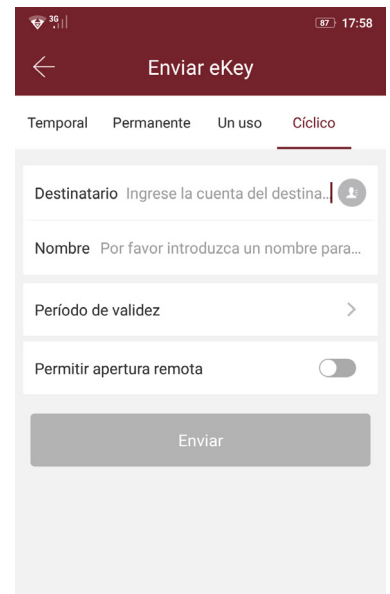 3G 87 17:58
Enviar eKey
Temporal Permanente Un uso Cíclico
Destinatario Ingrese la cuenta del destina..
Nombre Por favor introduzca un nombre para...
Período de validez
Permitir apertura remota
Enviar